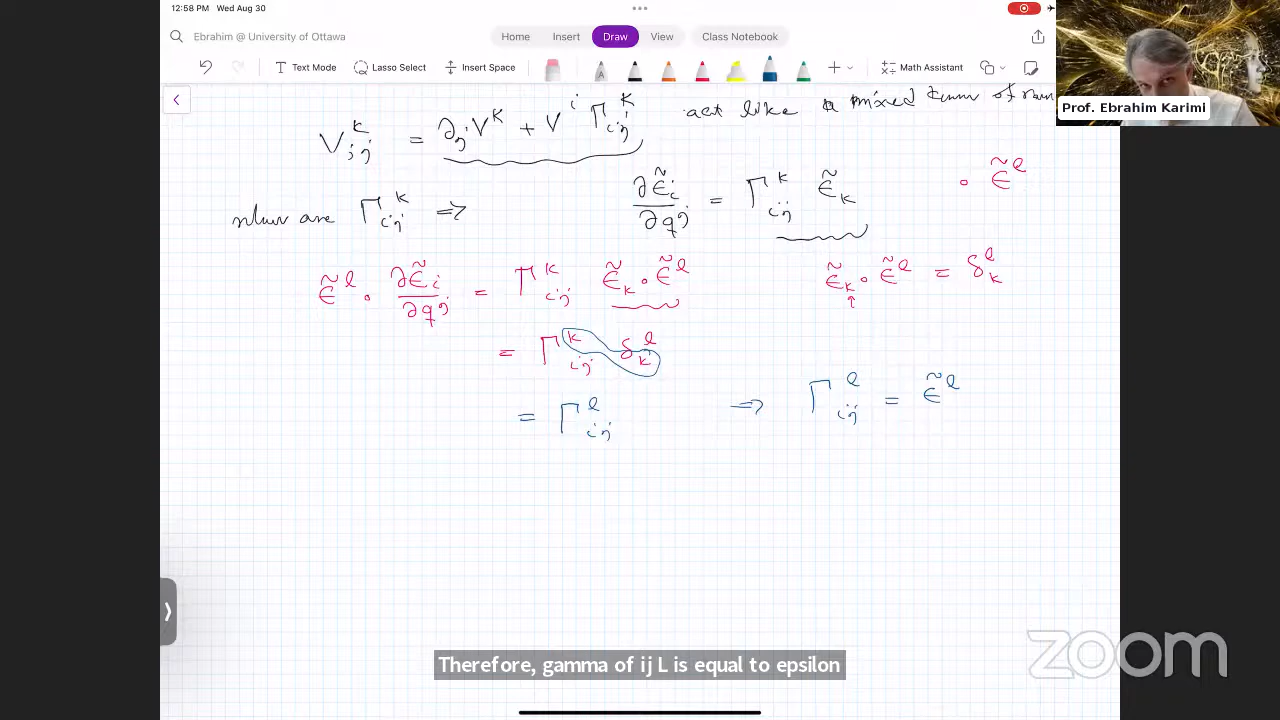 12:58 PM Wed Aug 30
Ebrahim @ University of Ottawa
Home Insert Draw View Class Notebook
Text Mode Lasso Select Insert Space Math Assistant
Prof. Ebrahim Karimi
V^k_{;j} = ∂_j V^k + V^i Γ^k_{ij} act like a mixed
are Γ^k_{ij} ⇒ ∂ε̃_i/∂q^j = Γ^k_{ij} ε̃_k · ε̃^l
ε̃^l · ∂ε̃_i/∂q^j = Γ^k_{ij} ε̃_k · ε̃^l ε̃_k · ε̃^l = δ^l_k
= Γ^k_{ij} δ^l_k
= Γ^l_{ij} ⇒ Γ^l_{ij} = ε̃^l
Therefore, gamma of ij L is equal to epsilon
zoom